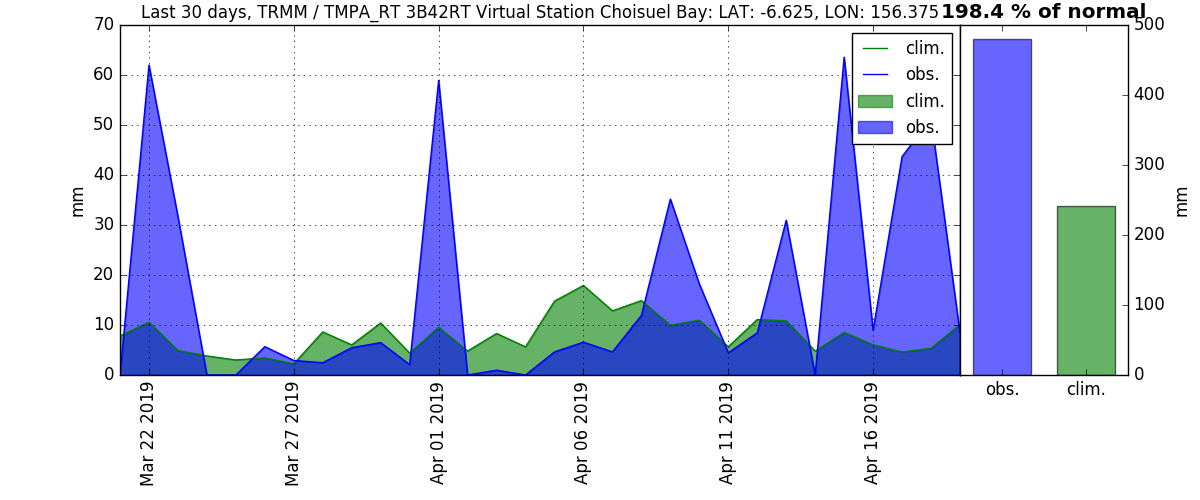 Last 30 days, TRMM / TMPA_RT 3B42RT Virtual Station Choisuel Bay: LAT: -6.625, LON: 156.375
198.4 % of normal
70
60
50
40
30
20
10
0
mm
clim.
obs.
clim.
obs.
Mar 22 2019
Mar 27 2019
Apr 01 2019
Apr 06 2019
Apr 11 2019
Apr 16 2019
500
400
300
200
100
0
mm
obs.
clim.